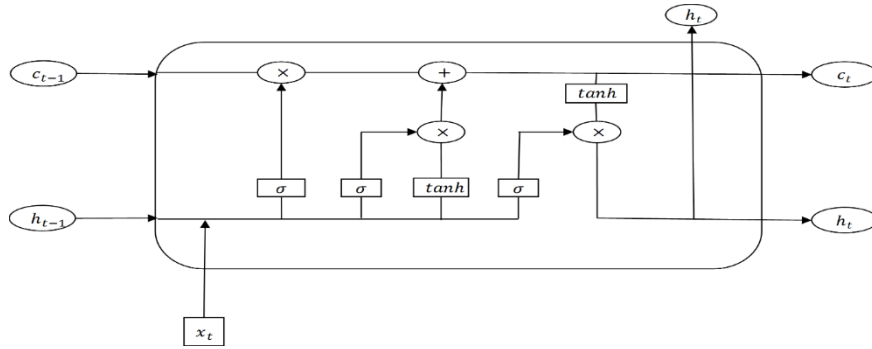 h_t
c_{t-1} × + c_t
tanh
× ×
σ σ tanh σ
h_{t-1} h_t
x_t